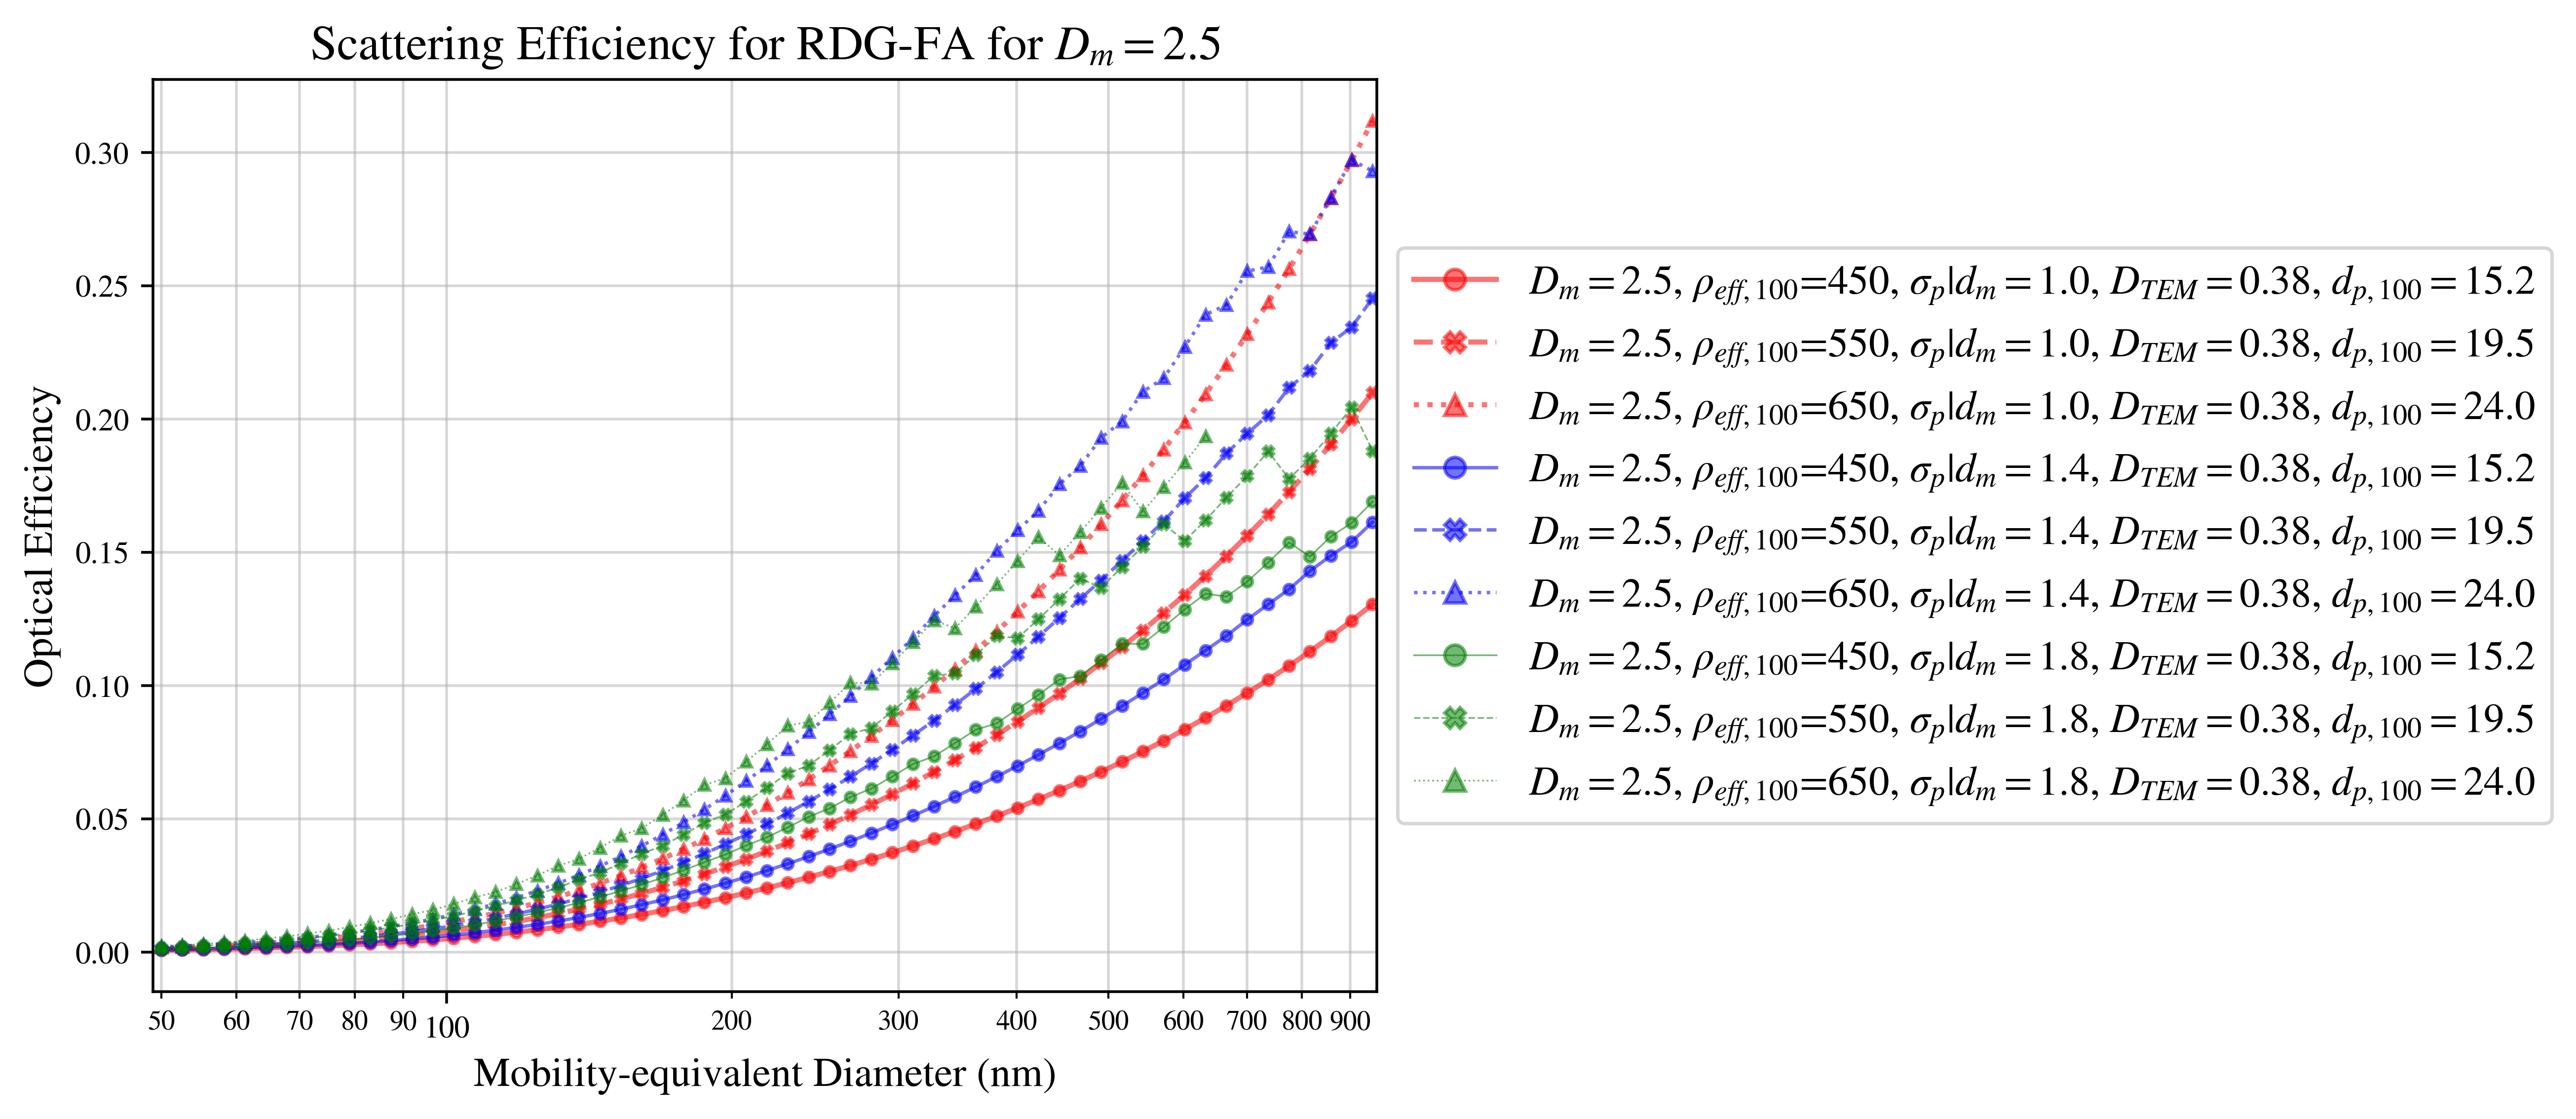 Scattering Efficiency for RDG-FA for D_m = 2.5
Optical Efficiency
0.30
0.25
0.20
0.15
0.10
0.05
0.00
50 60 70 80 90 100 200 300 400 500 600 700 800 900
Mobility-equivalent Diameter (nm)
D_m = 2.5, ρ_eff,100=450, σ_p|d_m = 1.0, D_TEM = 0.38, d_p,100 = 15.2
D_m = 2.5, ρ_eff,100=550, σ_p|d_m = 1.0, D_TEM = 0.38, d_p,100 = 19.5
D_m = 2.5, ρ_eff,100=650, σ_p|d_m = 1.0, D_TEM = 0.38, d_p,100 = 24.0
D_m = 2.5, ρ_eff,100=450, σ_p|d_m = 1.4, D_TEM = 0.38, d_p,100 = 15.2
D_m = 2.5, ρ_eff,100=550, σ_p|d_m = 1.4, D_TEM = 0.38, d_p,100 = 19.5
D_m = 2.5, ρ_eff,100=650, σ_p|d_m = 1.4, D_TEM = 0.38, d_p,100 = 24.0
D_m = 2.5, ρ_eff,100=450, σ_p|d_m = 1.8, D_TEM = 0.38, d_p,100 = 15.2
D_m = 2.5, ρ_eff,100=550, σ_p|d_m = 1.8, D_TEM = 0.38, d_p,100 = 19.5
D_m = 2.5, ρ_eff,100=650, σ_p|d_m = 1.8, D_TEM = 0.38, d_p,100 = 24.0